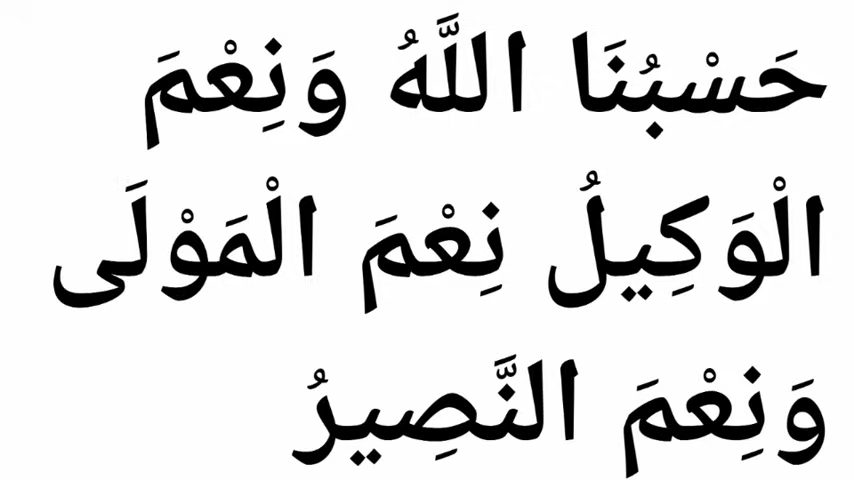 حَسْبُنَا اللَّهُ وَنِعْمَ
الْوَكِيلُ نِعْمَ الْمَوْلَى
وَنِعْمَ النَّصِيرُ